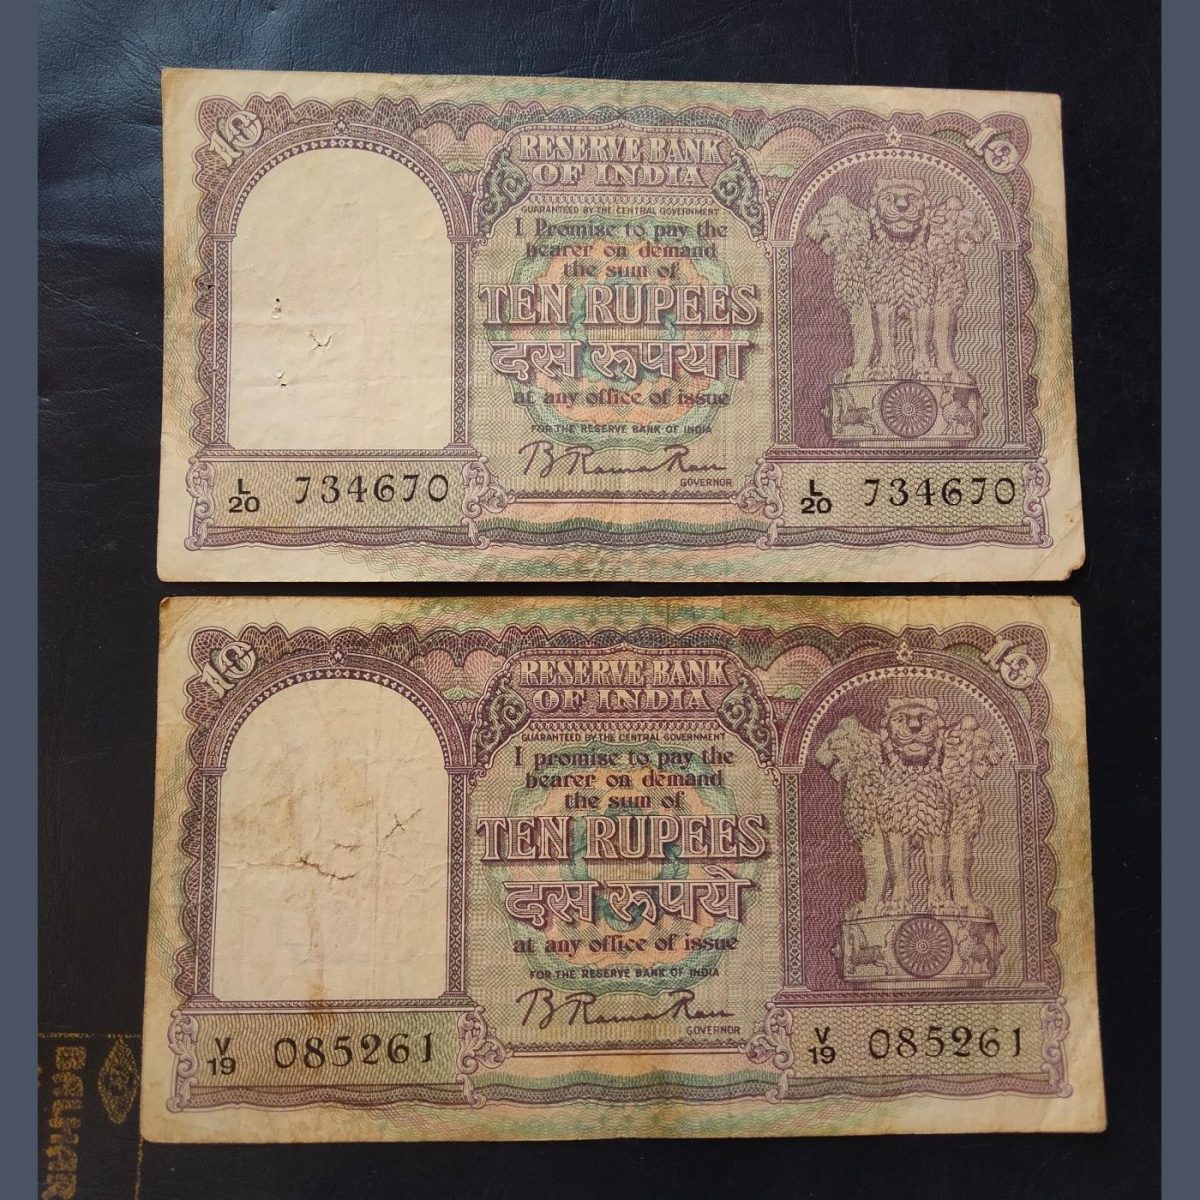 10 10
RESERVE BANK
OF INDIA
GUARANTEED BY THE CENTRAL GOVERNMENT
I Promise to pay the
bearer on demand
the sum of
TEN RUPEES
दस रूपया
at any office of issue
FOR THE RESERVE BANK OF INDIA
B Rama Rau
GOVERNOR
L
20 734670
L
20 734670
10 10
RESERVE BANK
OF INDIA
GUARANTEED BY THE CENTRAL GOVERNMENT
I promise to pay the
bearer on demand
the sum of
TEN RUPEES
दस रूपये
at any office of issue
FOR THE RESERVE BANK OF INDIA
B Rama Rau
GOVERNOR
V
19 085261
V
19 085261